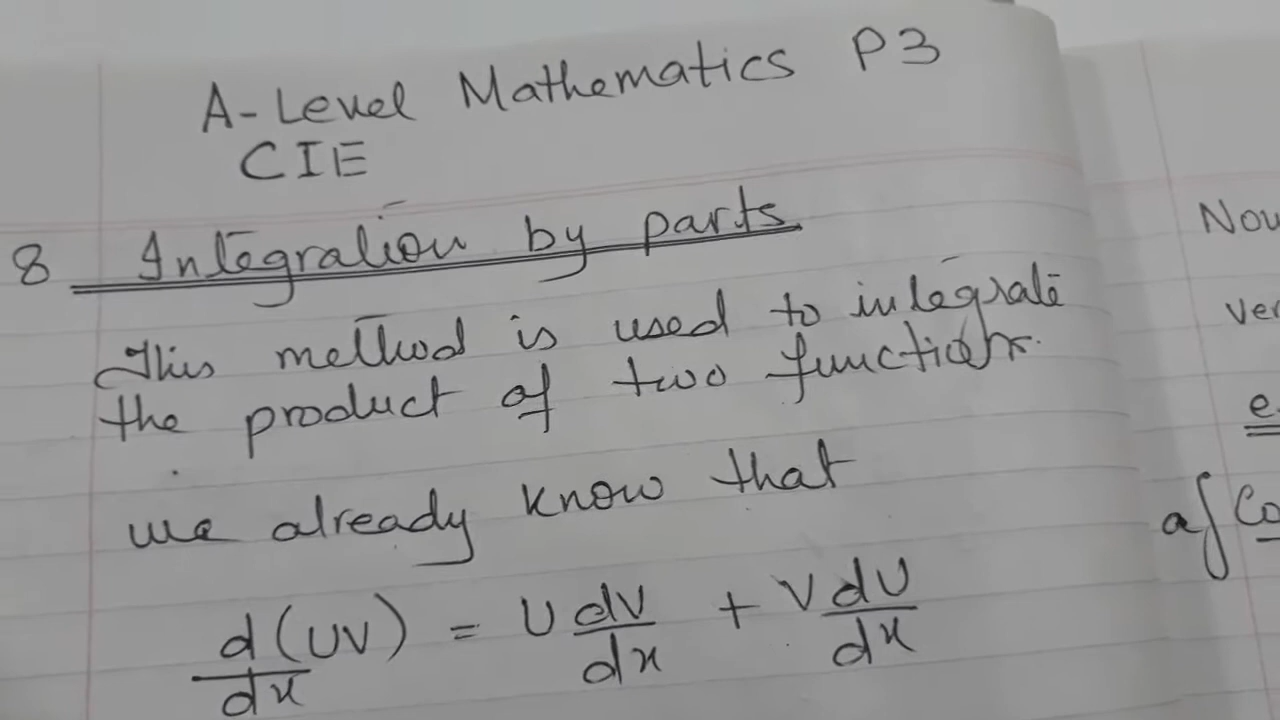 A-Level Mathematics P3
CIE
8 Integration by parts
This method is used to integrate
the product of two functions.
we already know that
d(UV)/dx = U dV/dx + V dU/dx